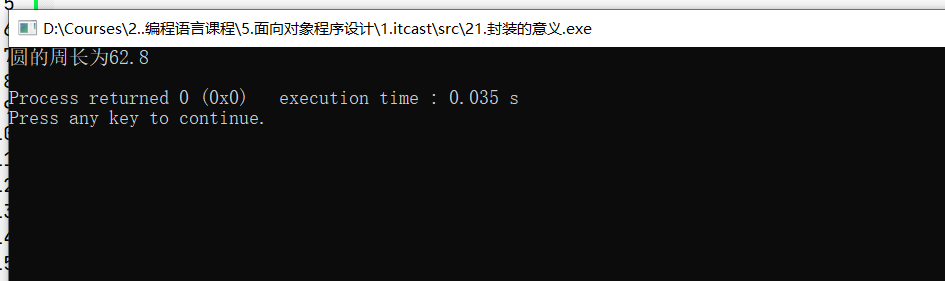 D:\Courses\2..编程语言课程\5.面向对象程序设计\1.itcast\src\21.封装的意义.exe
圆的周长为62.8
Process returned 0 (0x0)   execution time : 0.035 s
Press any key to continue.